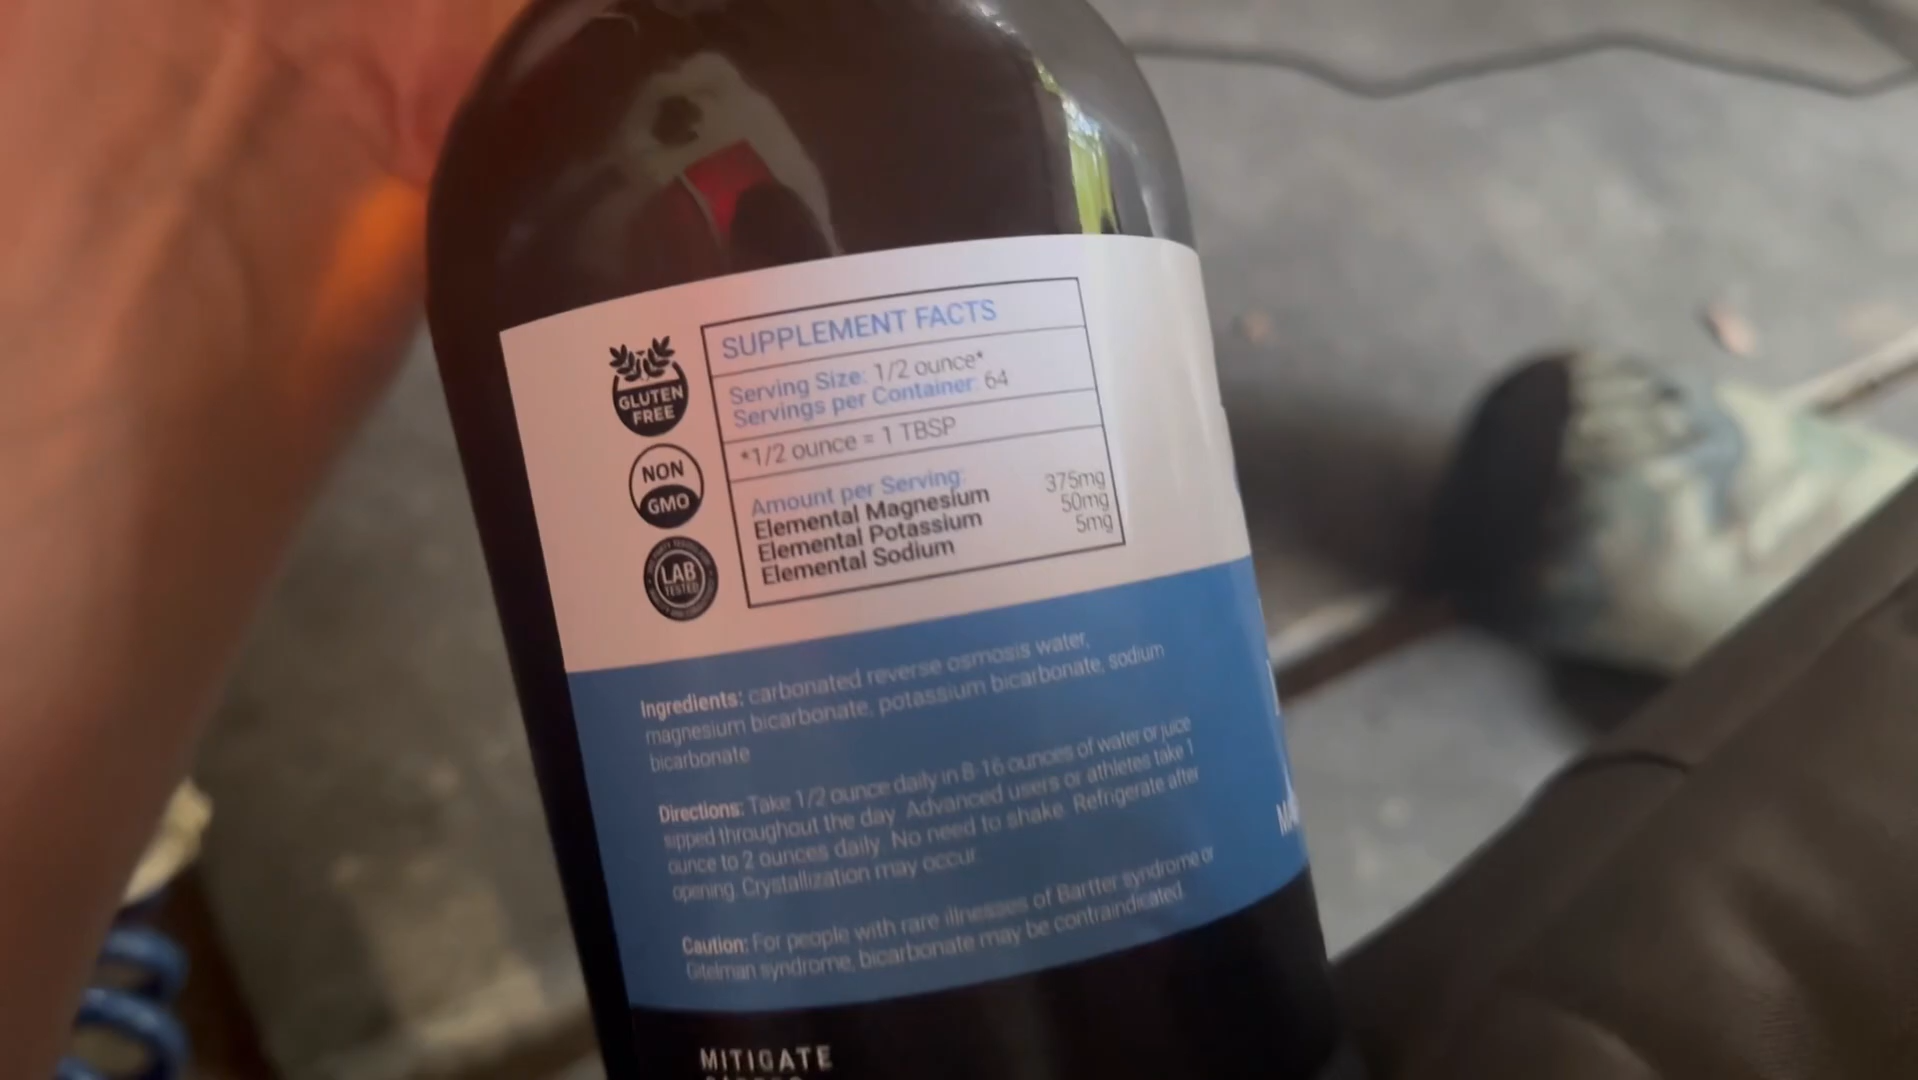 SUPPLEMENT FACTS
Serving Size: 1/2 ounce*
Servings per Container: 64
*1/2 ounce = 1 TBSP
Amount per Serving:
Elemental Magnesium 375mg
Elemental Potassium 50mg
Elemental Sodium 5mg
GLUTEN
FREE
NON
GMO
LAB
TESTED
Ingredients: carbonated reverse osmosis water,
magnesium bicarbonate, potassium bicarbonate, sodium
bicarbonate
Directions: Take 1/2 ounce daily in 8-16 ounces of water or juice
sipped throughout the day. Advanced users or athletes take 1
ounce to 2 ounces daily. No need to shake. Refrigerate after
opening. Crystallization may occur.
Caution: For people with rare illnesses of Bartter syndrome or
Gitelman syndrome, bicarbonate may be contraindicated.
MITIGATE